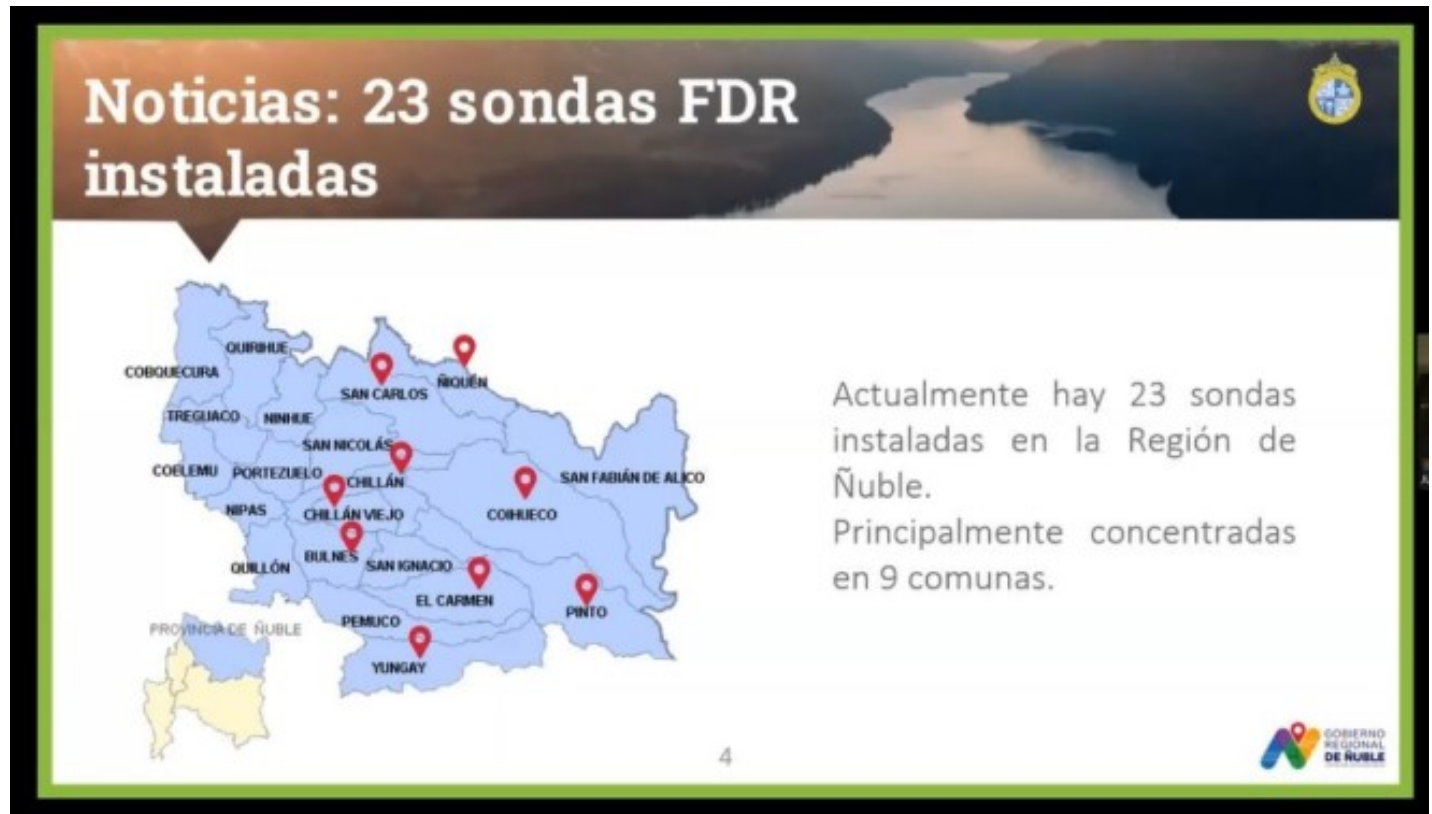 Noticias: 23 sondas FDR
instaladas
QUIRIHUE
COBQUECURA
ÑIQUÉN
SAN CARLOS
TREGUACO
NINHUE
SAN NICOLÁS
COELEMU
PORTEZUELO
CHILLÁN
SAN FABIÁN DE ALICO
ÑIPAS
CHILLÁN VIEJO
COIHUECO
BULNES
QUILLÓN
SAN IGNACIO
EL CARMEN
PINTO
PEMUCO
PROVINCIA DE ÑUBLE
YUNGAY
Actualmente hay 23 sondas
instaladas en la Región de
Ñuble.
Principalmente concentradas
en 9 comunas.
4
GOBIERNO
REGIONAL
DE ÑUBLE